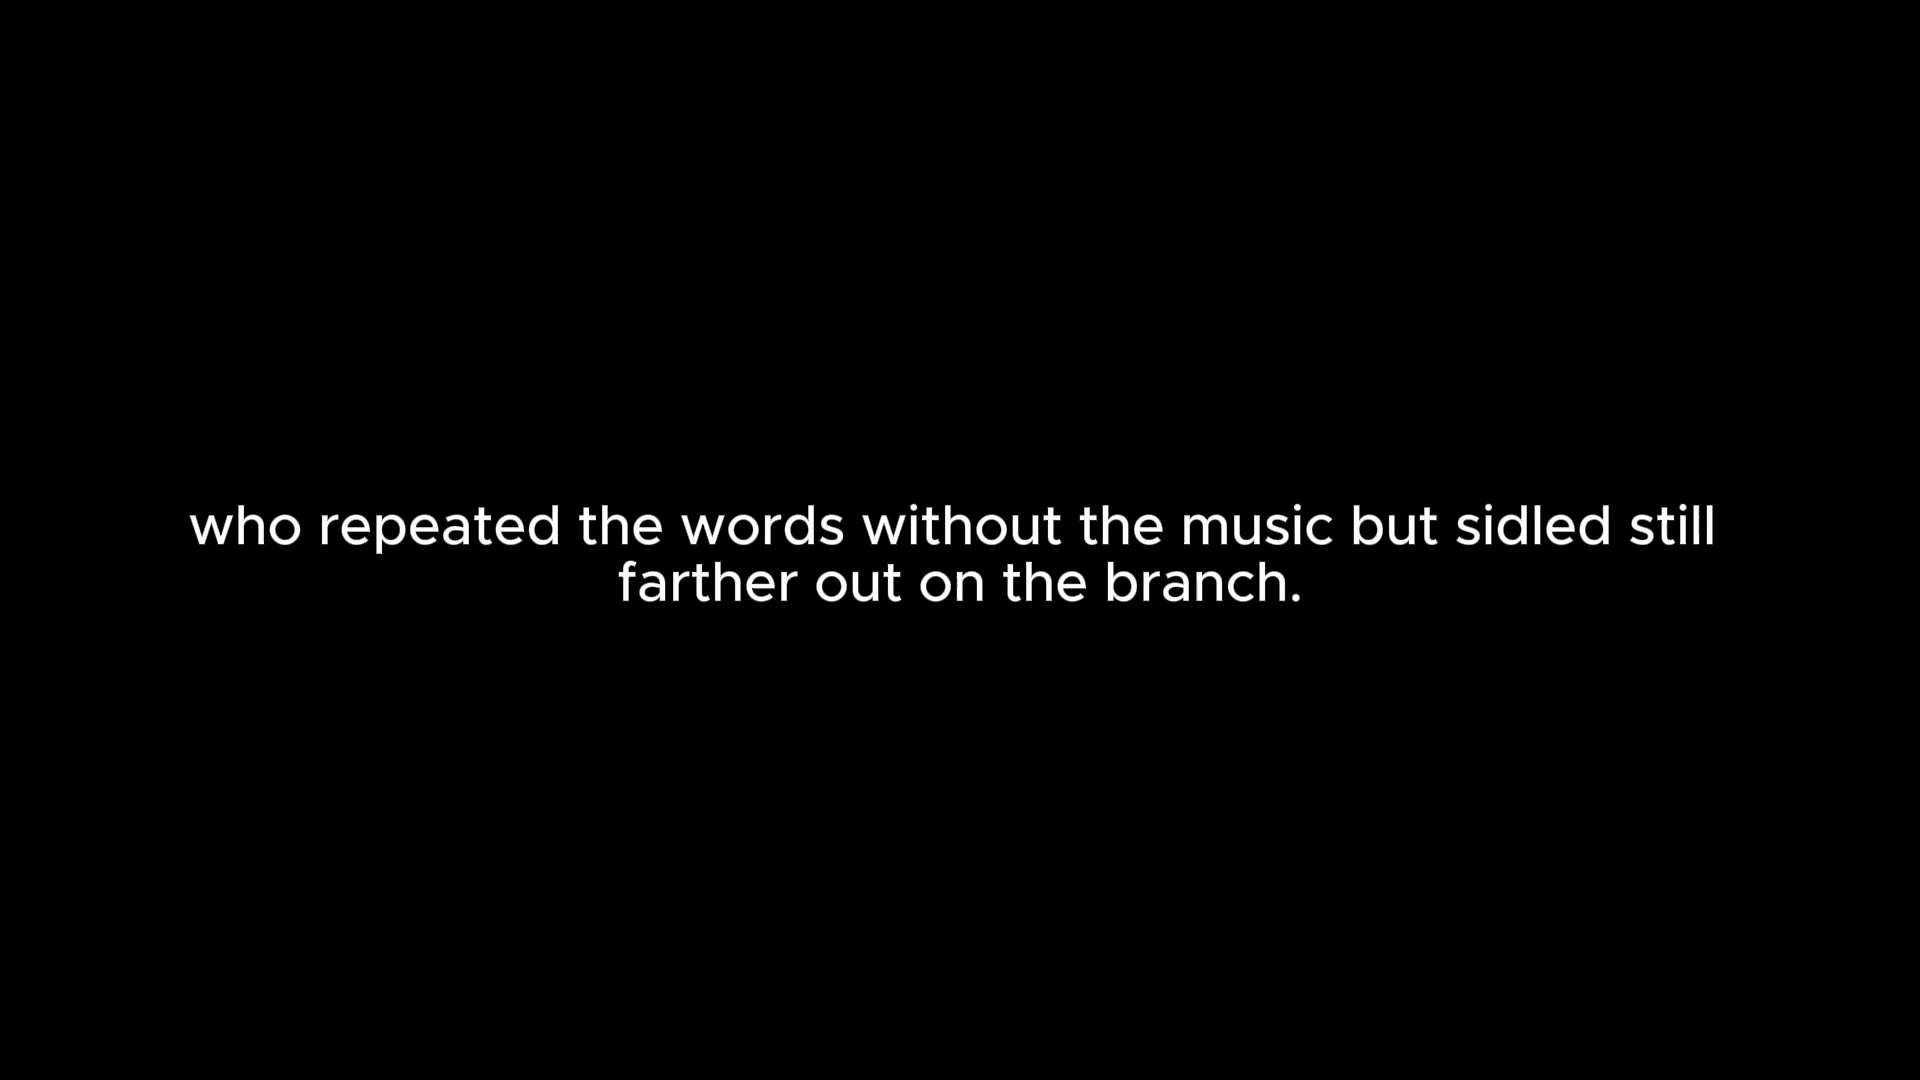 who repeated the words without the music but sidled still
farther out on the branch.